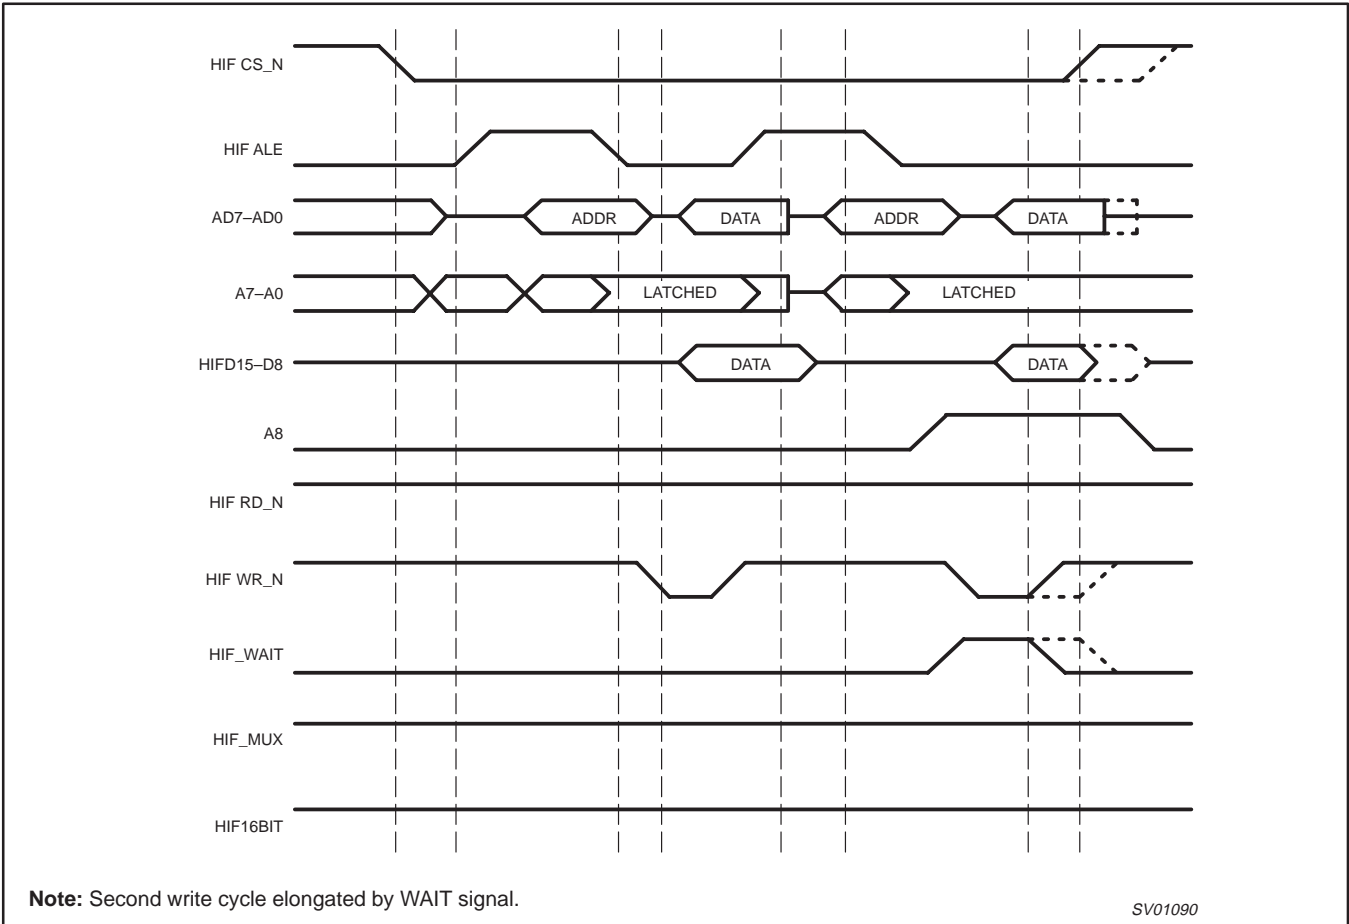 HIF CS_N
HIF ALE
AD7–AD0
ADDR DATA ADDR DATA
A7–A0
LATCHED LATCHED
HIFD15–D8
DATA DATA
A8
HIF RD_N
HIF WR_N
HIF_WAIT
HIF_MUX
HIF16BIT
Note: Second write cycle elongated by WAIT signal.
SV01090